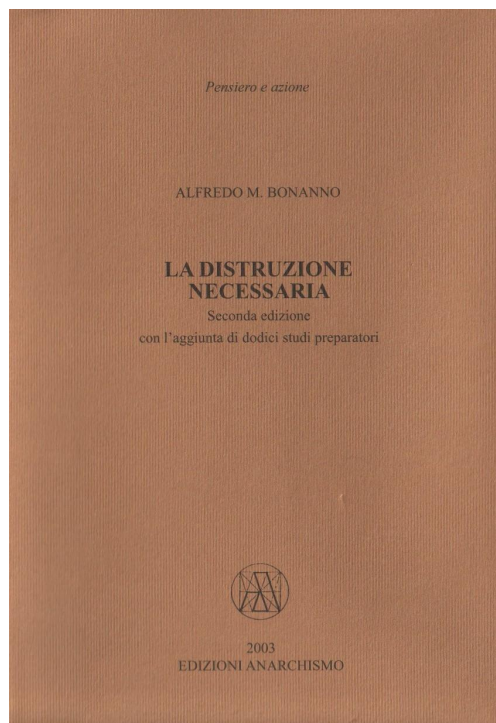 Pensiero e azione
ALFREDO M. BONANNO
LA DISTRUZIONE
NECESSARIA
Seconda edizione
con l'aggiunta di dodici studi preparatori
2003
EDIZIONI ANARCHISMO